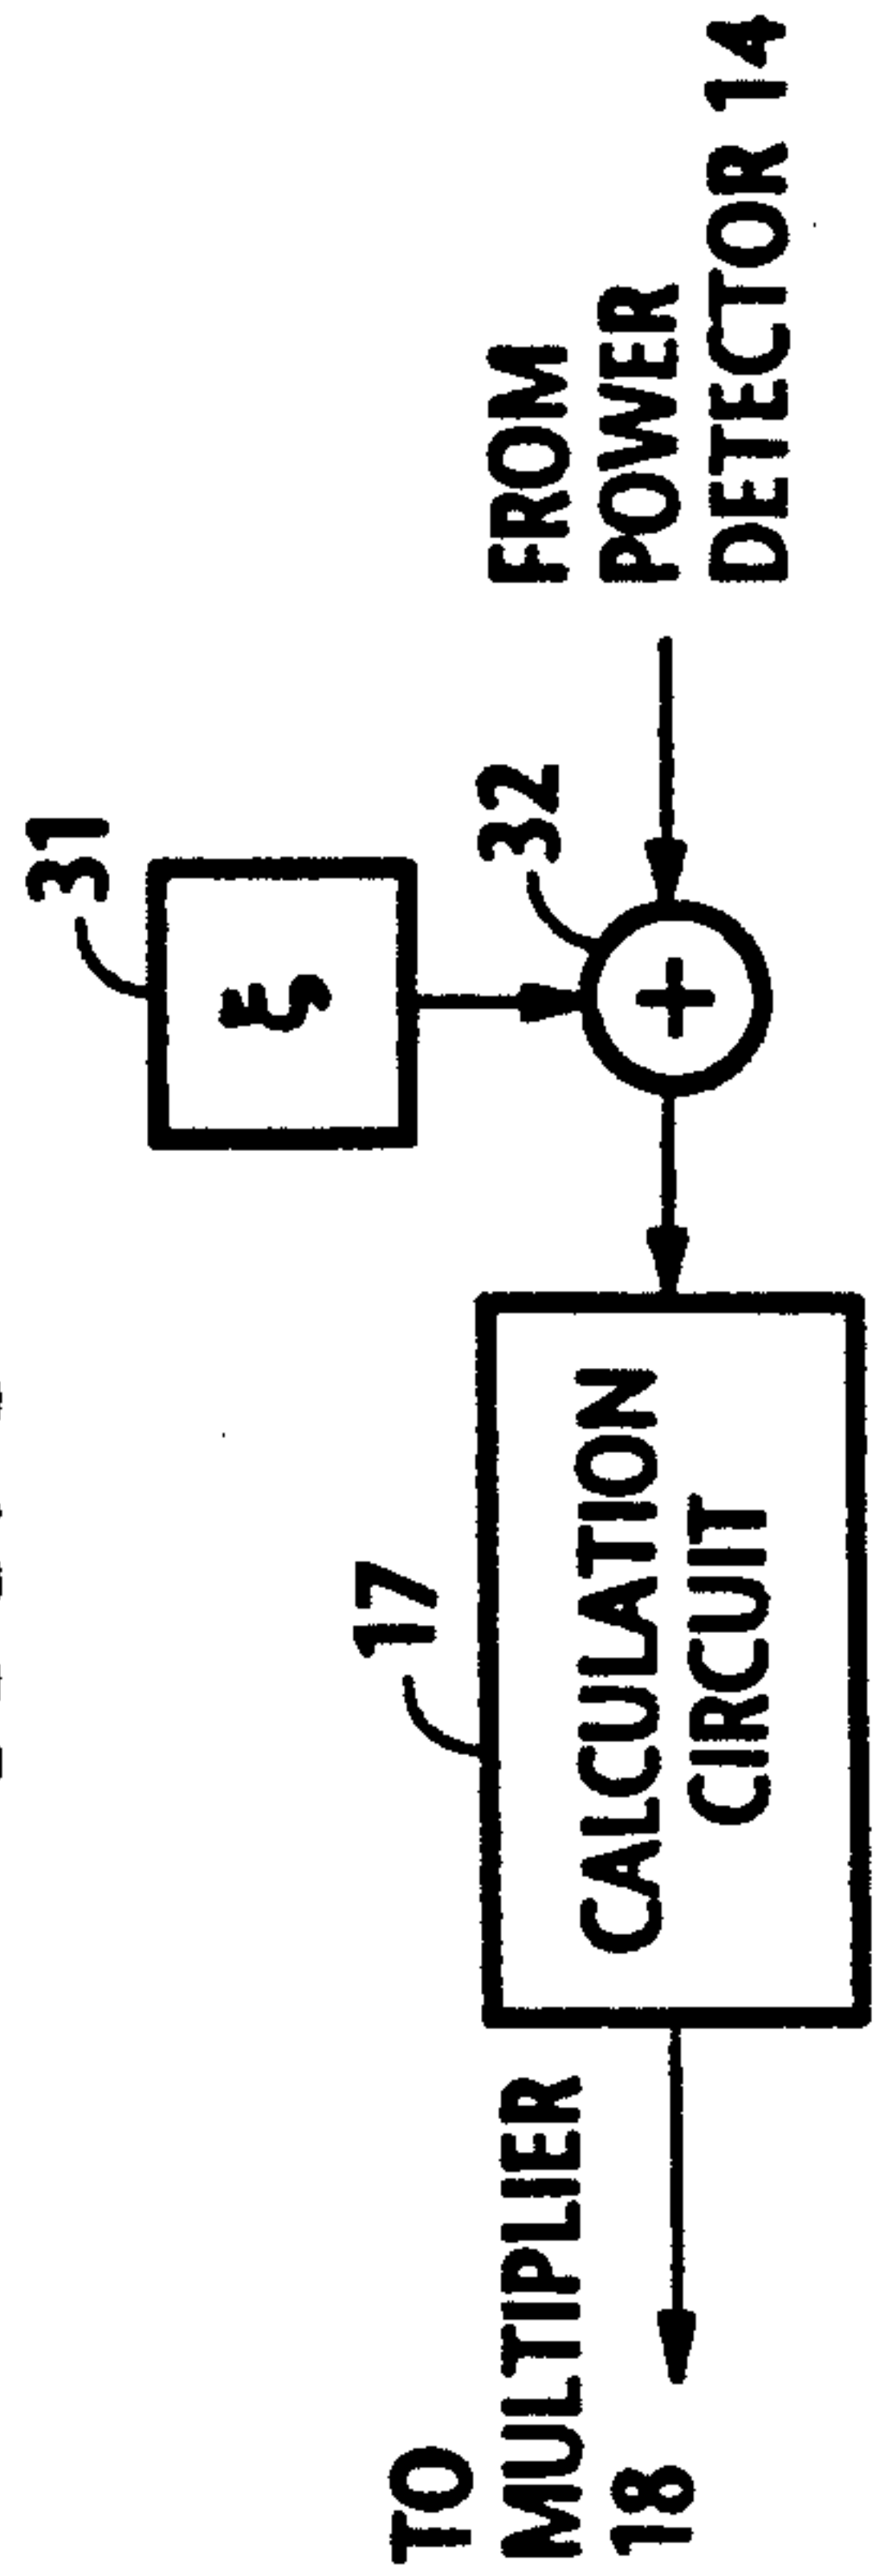 31
ξ
32
+
FROM
POWER
DETECTOR 14
17
CALCULATION
CIRCUIT
TO
MULTIPLIER
18